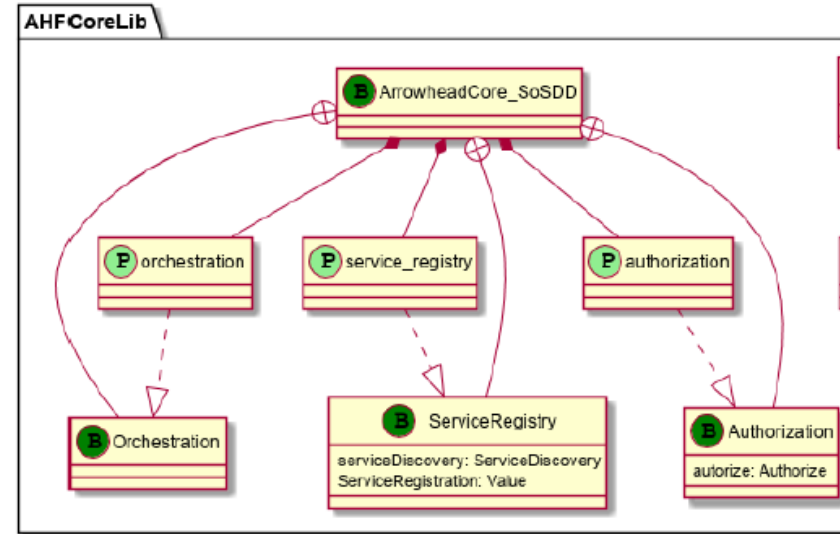 AHFCoreLib
B ArrowheadCore_SoSDD
P orchestration
P service_registry
P authorization
B Orchestration
B ServiceRegistry
serviceDiscovery: ServiceDiscovery
ServiceRegistration: Value
B Authorization
autorize: Authorize